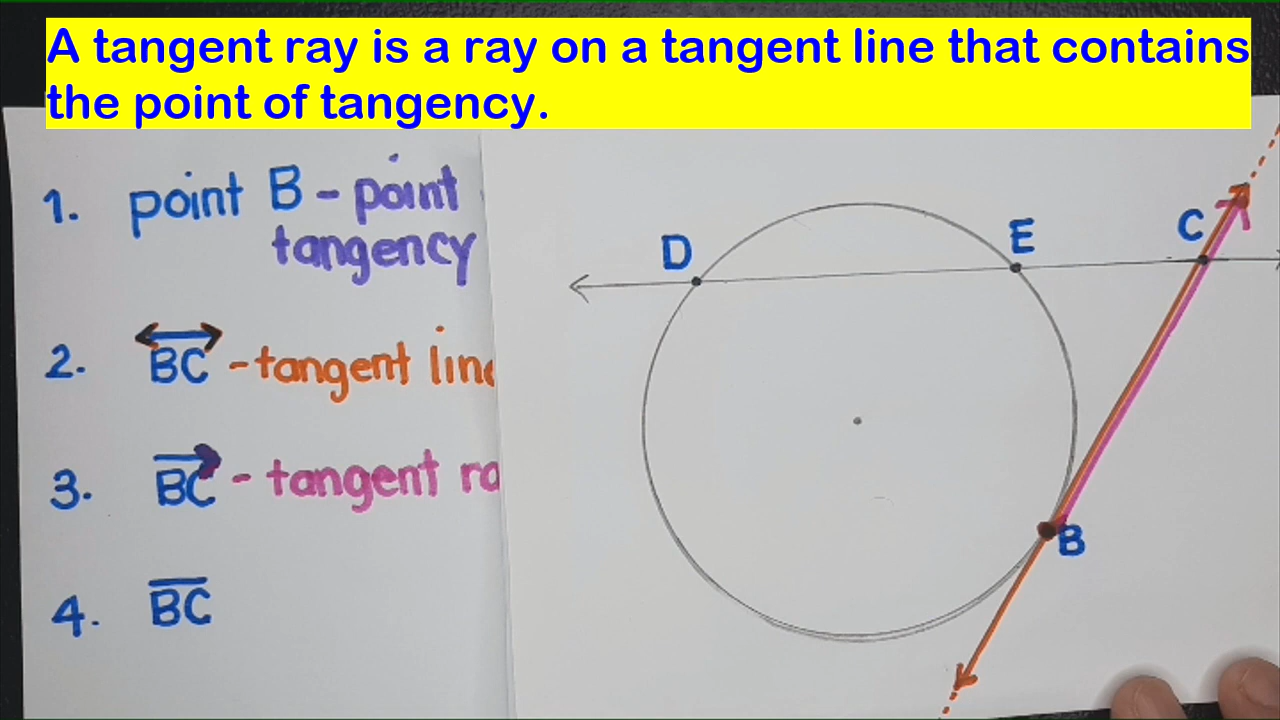 A tangent ray is a ray on a tangent line that contains
the point of tangency.
1. point B - point
tangency
2. BC - tangent line
3. BC - tangent
4. BC
D
E
C
B